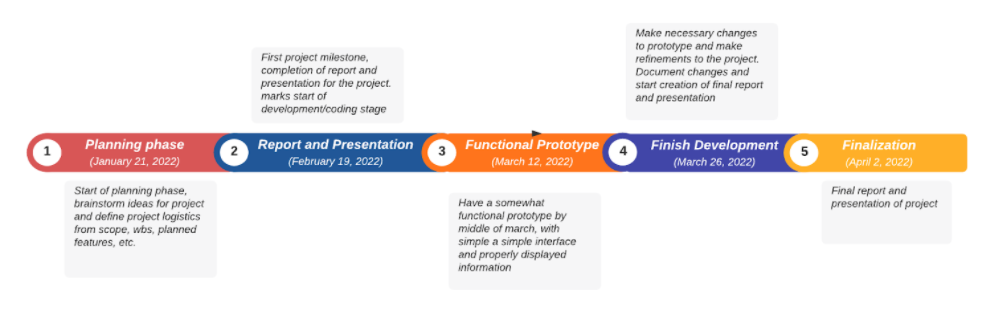 Make necessary changes
to prototype and make
refinements to the project.
Document changes and
start creation of final report
and presentation
First project milestone,
completion of report and
presentation for the project.
marks start of
development/coding stage
1
Planning phase
(January 21, 2022)
2
Report and Presentation
(February 19, 2022)
3
Functional Prototype
(March 12, 2022)
4
Finish Development
(March 26, 2022)
5
Finalization
(April 2, 2022)
Start of planning phase,
brainstorm ideas for project
and define project logistics
from scope, wbs, planned
features, etc.
Have a somewhat
functional prototype by
middle of march, with
simple a simple interface
and properly displayed
information
Final report and
presentation of project